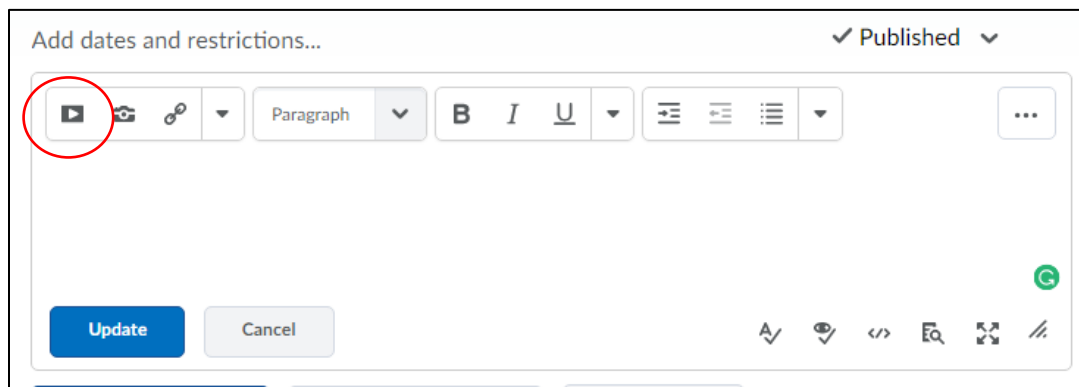 Add dates and restrictions...
Published
Paragraph B I U ...
Update Cancel